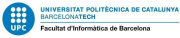 UNIVERSITAT POLITÈCNICA DE CATALUNYA
BARCELONATECH
Facultat d'Informàtica de Barcelona
UPC